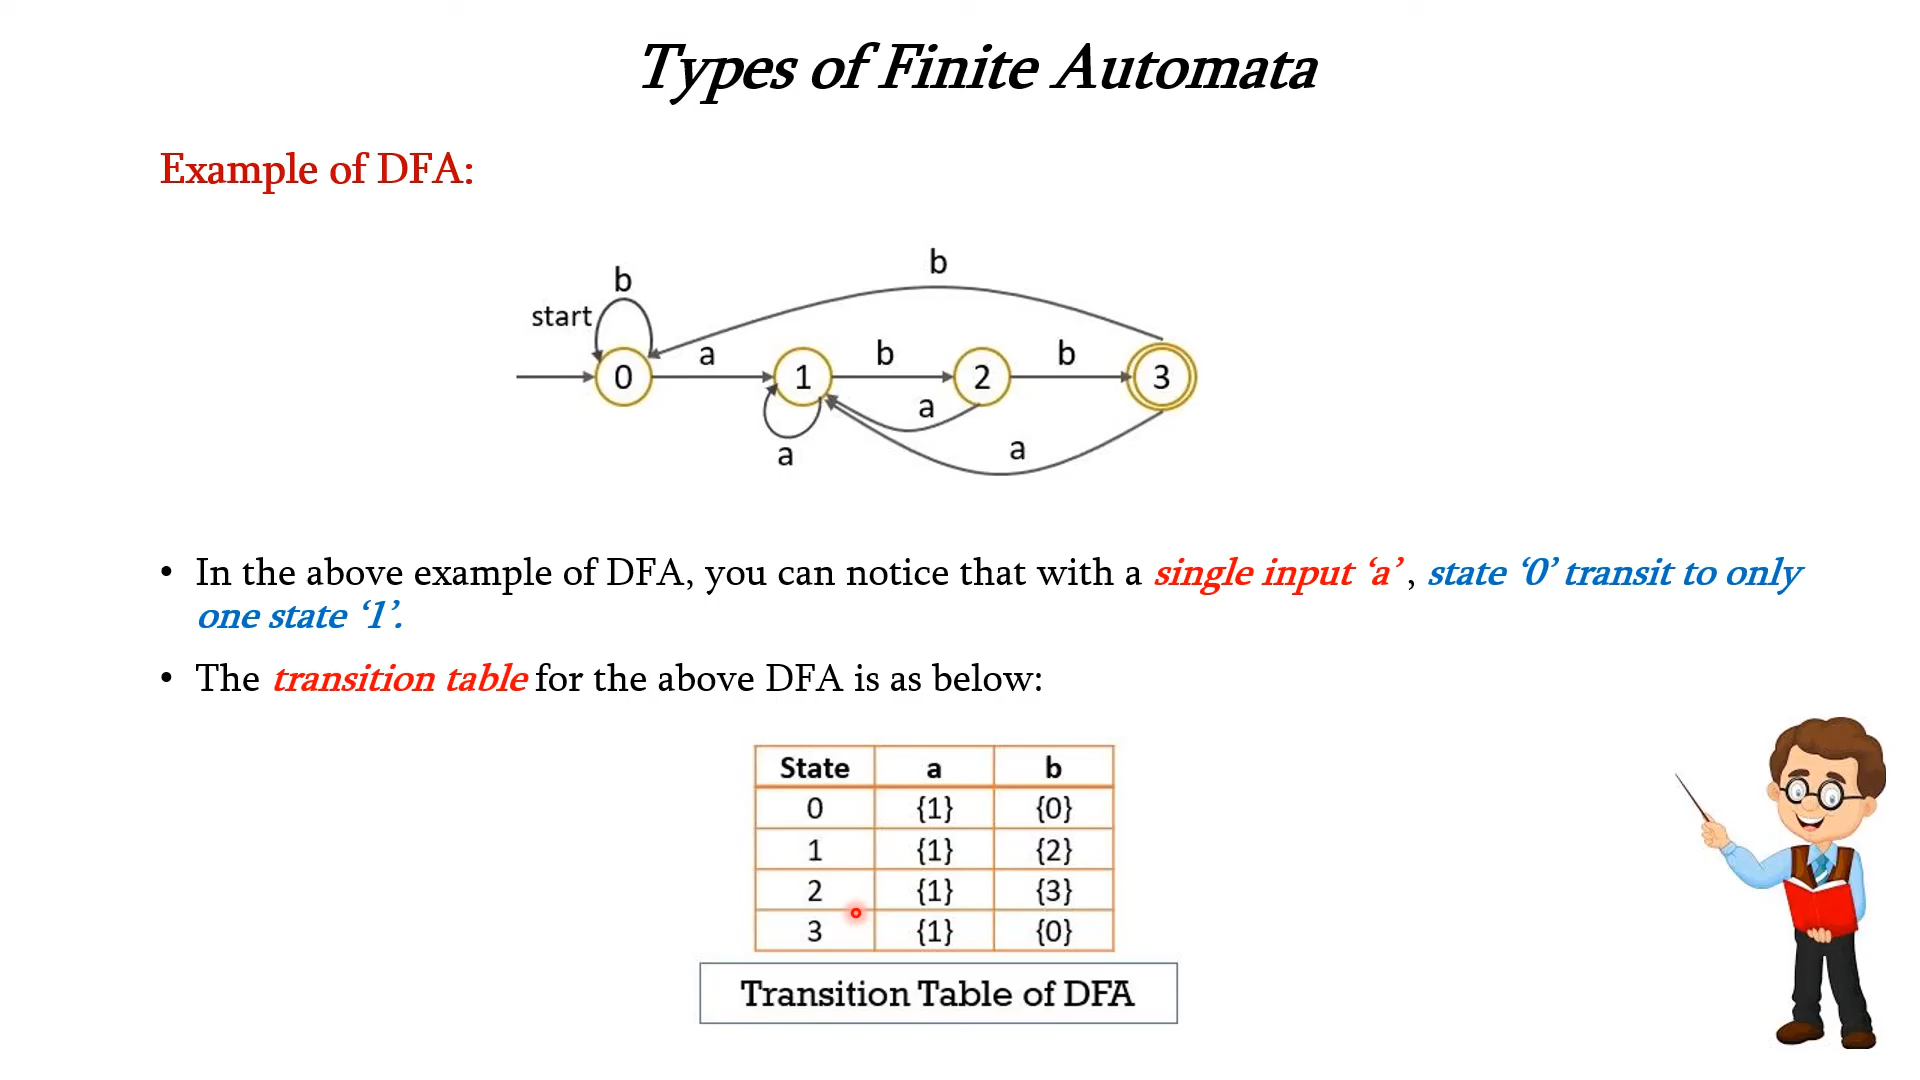 Types of Finite Automata
Example of DFA:
b
b
start
a
b
b
0
1
2
3
a
a
a
• In the above example of DFA, you can notice that with a single input ‘a’ , state ‘0’ transit to only
one state ‘1’.
• The transition table for the above DFA is as below:
State a b
0 {1} {0}
1 {1} {2}
2 {1} {3}
3 {1} {0}
Transition Table of DFA